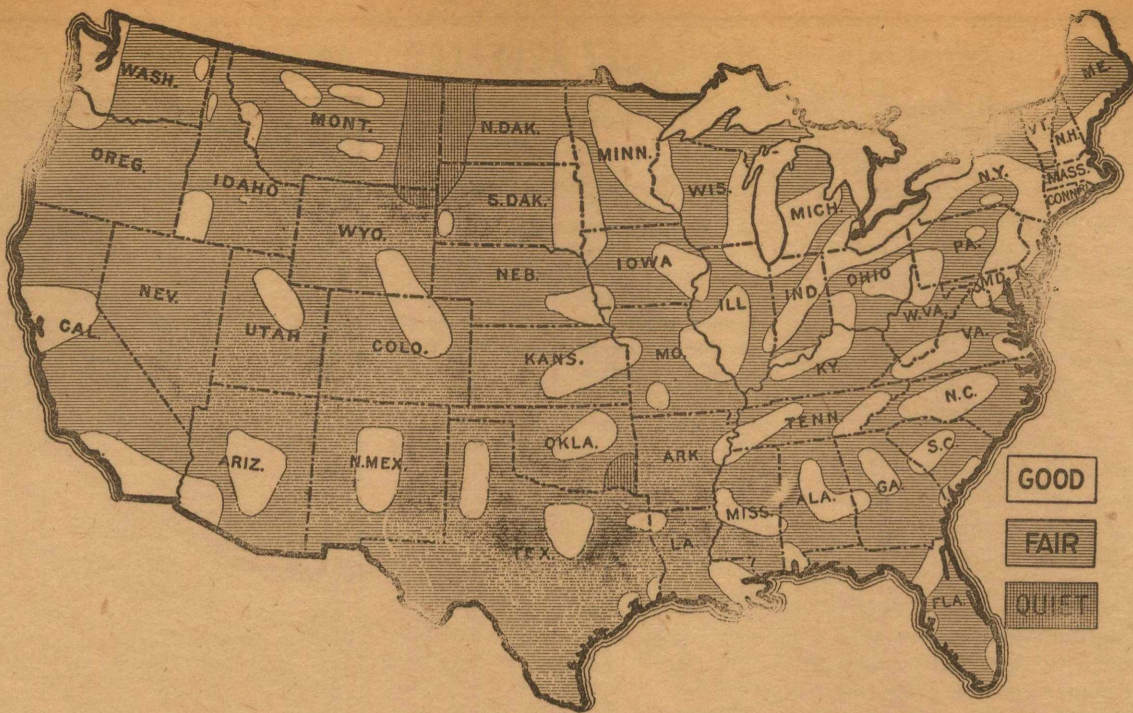 WASH.
MONT.
N.DAK.
MINN.
ME.
VT.
N.H.
OREG.
IDAHO
S.DAK.
WIS.
MICH.
N.Y.
MASS.
CONN.
WYO.
NEB.
IOWA
PA.
NEV.
UTAH
COLO.
ILL
IND.
OHIO
W.VA.
MD.
CAL.
KANS.
MO.
KY.
VA.
ARIZ.
N.MEX.
OKLA.
ARK.
TENN.
N.C.
TEX.
LA.
MISS.
ALA.
GA.
S.C.
FLA.
GOOD
FAIR
QUIET